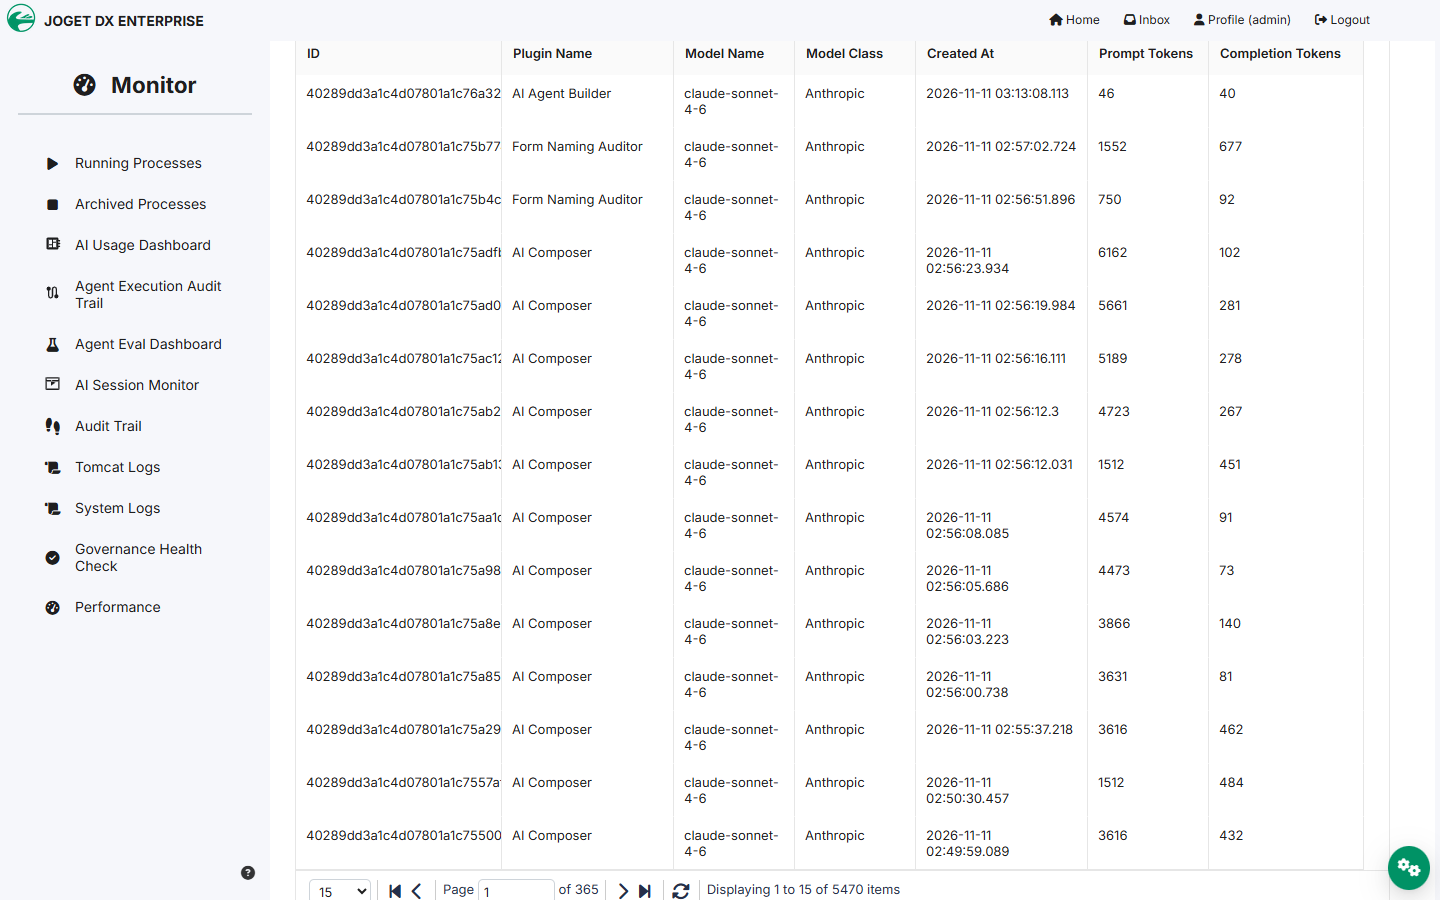 JOGET DX ENTERPRISE
Home
Inbox
Profile (admin)
Logout
Monitor
Running Processes
Archived Processes
AI Usage Dashboard
Agent Execution Audit
Trail
Agent Eval Dashboard
AI Session Monitor
Audit Trail
Tomcat Logs
System Logs
Governance Health
Check
Performance
ID Plugin Name Model Name Model Class Created At Prompt Tokens Completion Tokens
40289dd3a1c4d07801a1c76a32 AI Agent Builder claude-sonnet- Anthropic 2026-11-11 03:13:08.113 46 40
4-6
40289dd3a1c4d07801a1c75b77 Form Naming Auditor claude-sonnet- Anthropic 2026-11-11 02:57:02.724 1552 677
4-6
40289dd3a1c4d07801a1c75b4c Form Naming Auditor claude-sonnet- Anthropic 2026-11-11 02:56:51.896 750 92
4-6
40289dd3a1c4d07801a1c75adf AI Composer claude-sonnet- Anthropic 2026-11-11 6162 102
4-6 02:56:23.934
40289dd3a1c4d07801a1c75ad0 AI Composer claude-sonnet- Anthropic 2026-11-11 02:56:19.984 5661 281
4-6
40289dd3a1c4d07801a1c75ac12 AI Composer claude-sonnet- Anthropic 2026-11-11 02:56:16.111 5189 278
4-6
40289dd3a1c4d07801a1c75ab2 AI Composer claude-sonnet- Anthropic 2026-11-11 02:56:12.3 4723 267
4-6
40289dd3a1c4d07801a1c75ab13 AI Composer claude-sonnet- Anthropic 2026-11-11 02:56:12.031 1512 451
4-6
40289dd3a1c4d07801a1c75aa1c AI Composer claude-sonnet- Anthropic 2026-11-11 4574 91
4-6 02:56:08.085
40289dd3a1c4d07801a1c75a98 AI Composer claude-sonnet- Anthropic 2026-11-11 4473 73
4-6 02:56:05.686
40289dd3a1c4d07801a1c75a8e AI Composer claude-sonnet- Anthropic 2026-11-11 3866 140
4-6 02:56:03.223
40289dd3a1c4d07801a1c75a85 AI Composer claude-sonnet- Anthropic 2026-11-11 3631 81
4-6 02:56:00.738
40289dd3a1c4d07801a1c75a29 AI Composer claude-sonnet- Anthropic 2026-11-11 02:55:37.218 3616 462
4-6
40289dd3a1c4d07801a1c7557a AI Composer claude-sonnet- Anthropic 2026-11-11 1512 484
4-6 02:50:30.457
40289dd3a1c4d07801a1c75500 AI Composer claude-sonnet- Anthropic 2026-11-11 3616 432
4-6 02:49:59.089
15 Page 1 of 365 Displaying 1 to 15 of 5470 items